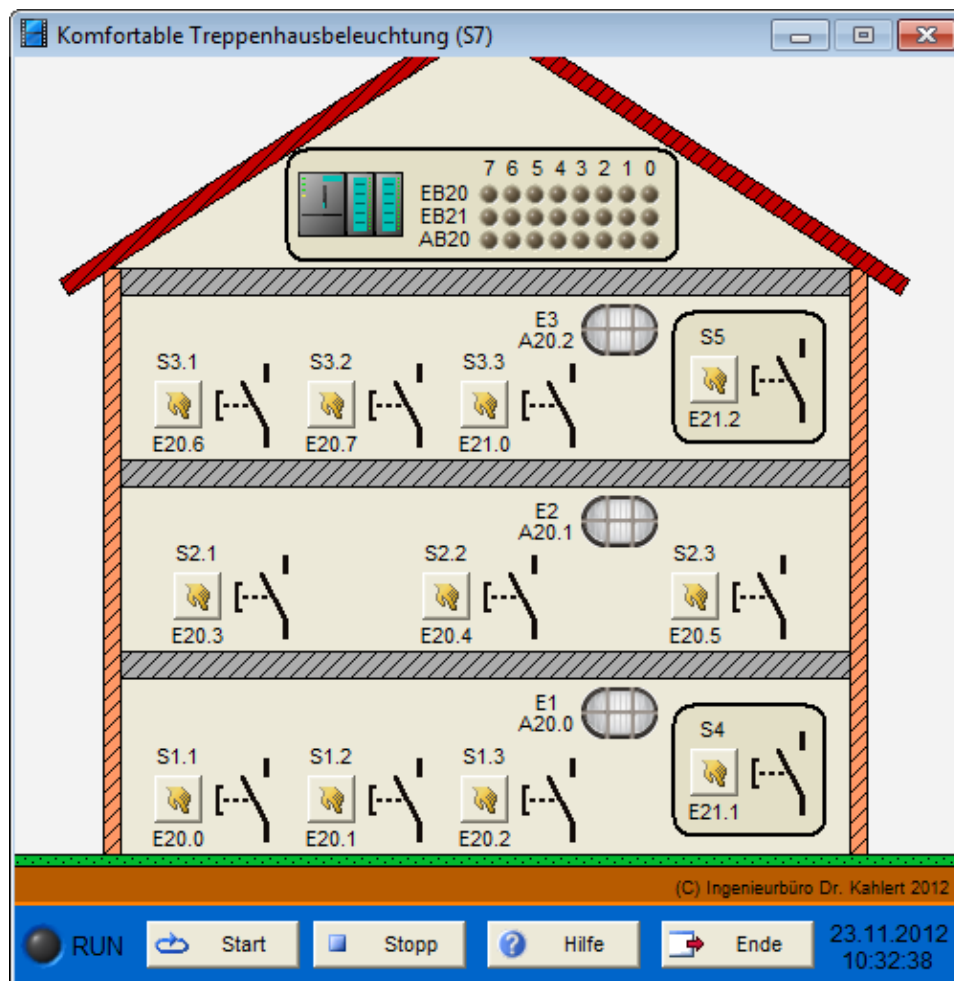 Komfortable Treppenhausbeleuchtung (S7)
7 6 5 4 3 2 1 0
EB20
EB21
AB20
E3
A20.2
S5
E21.2
S3.1
S3.2
S3.3
E20.6
E20.7
E21.0
E2
A20.1
S2.1
S2.2
S2.3
E20.3
E20.4
E20.5
E1
A20.0
S4
E21.1
S1.1
S1.2
S1.3
E20.0
E20.1
E20.2
(C) Ingenieurbüro Dr. Kahlert 2012
RUN
Start
Stopp
Hilfe
Ende
23.11.2012
10:32:38